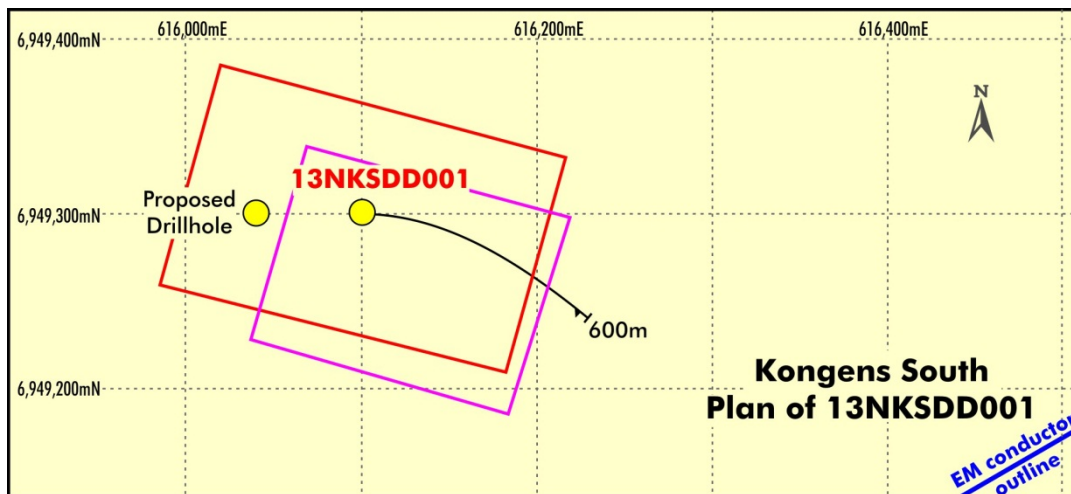 616,000mE
616,200mE
616,400mE
6,949,400mN
N
13NKSDD001
Proposed
Drillhole
6,949,300mN
600m
Kongens South
Plan of 13NKSDD001
6,949,200mN
EM conductor
outline